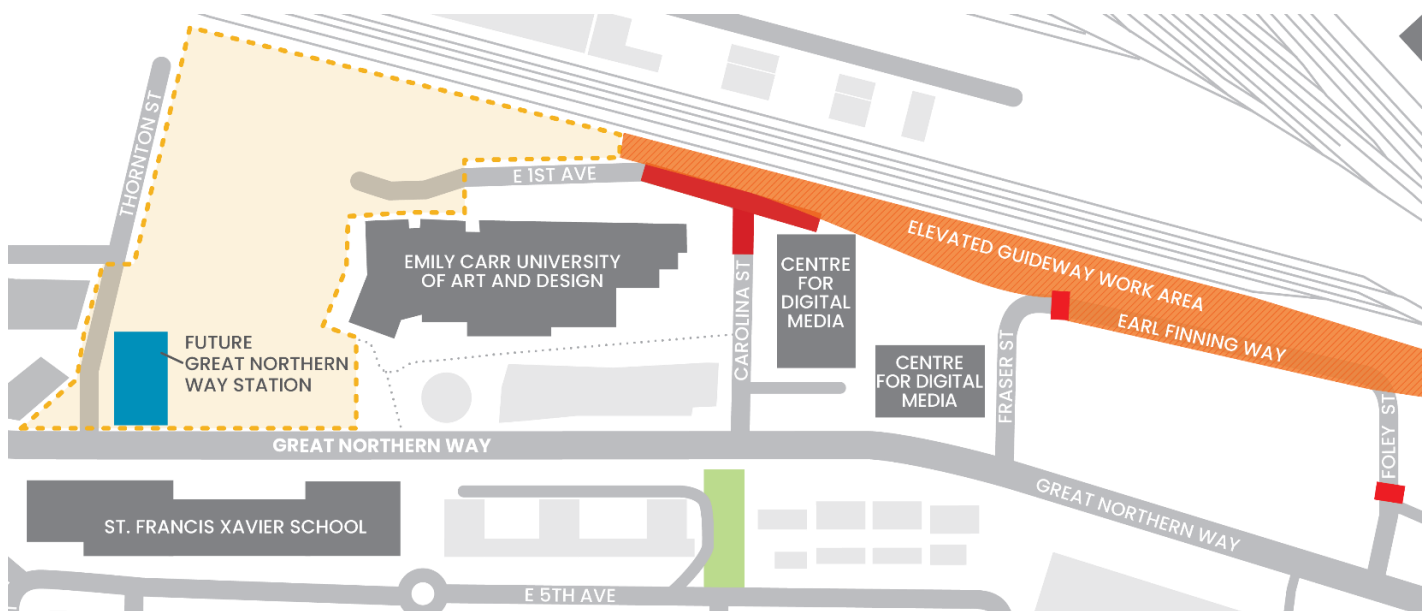 THORNTON ST
E 1ST AVE
EMILY CARR UNIVERSITY
OF ART AND DESIGN
CAROLINA ST
CENTRE
FOR
DIGITAL
MEDIA
ELEVATED GUIDEWAY WORK AREA
EARL FINNING WAY
FUTURE
GREAT NORTHERN
WAY STATION
CENTRE
FOR DIGITAL
MEDIA
FRASER ST
FOLEY ST
GREAT NORTHERN WAY
GREAT NORTHERN WAY
ST. FRANCIS XAVIER SCHOOL
E 5TH AVE